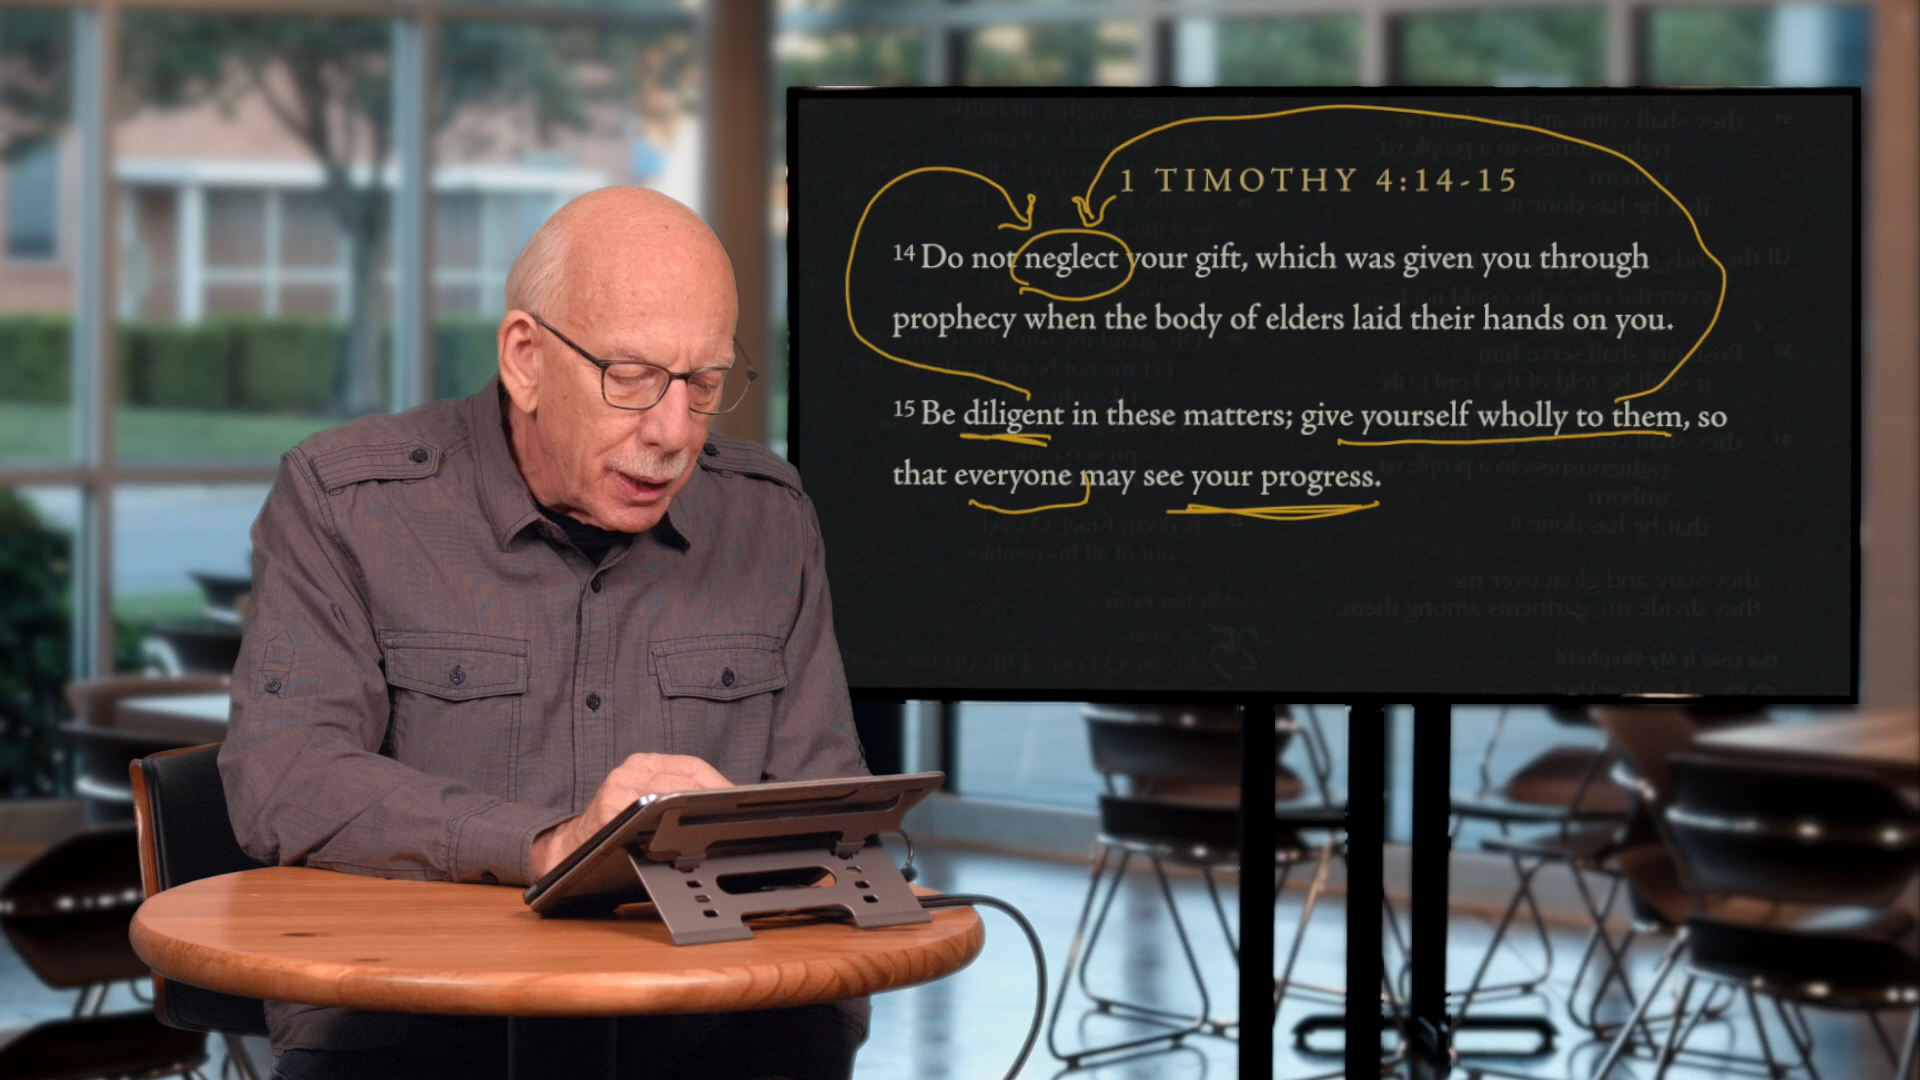 1 TIMOTHY 4:14-15
14 Do not neglect your gift, which was given you through
prophecy when the body of elders laid their hands on you.
15 Be diligent in these matters; give yourself wholly to them, so
that everyone may see your progress.